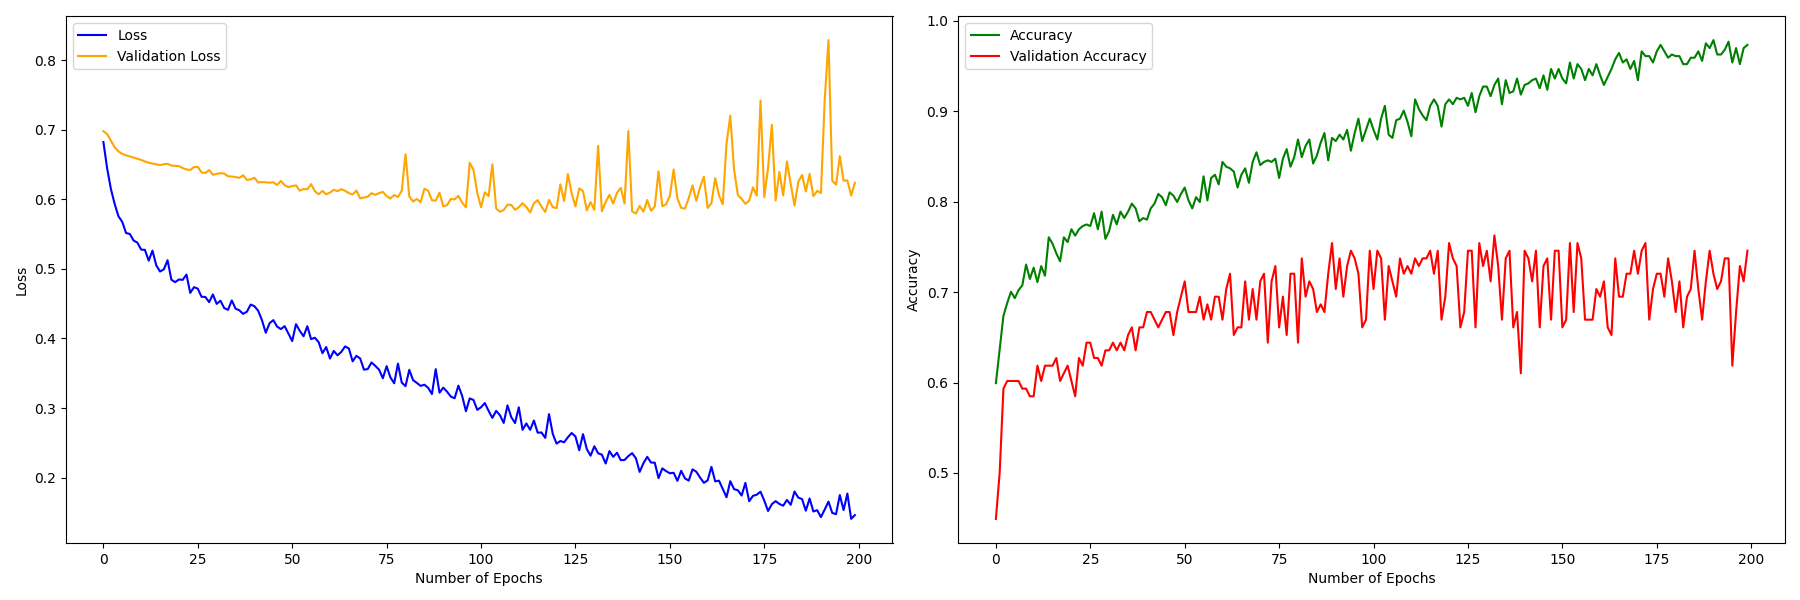 Loss
Validation Loss
0.8
0.7
0.6
0.5
0.4
0.3
0.2
Loss
0 25 50 75 100 125 150 175 200
Number of Epochs
Accuracy
Validation Accuracy
1.0
0.9
0.8
0.7
0.6
0.5
Accuracy
0 25 50 75 100 125 150 175 200
Number of Epochs